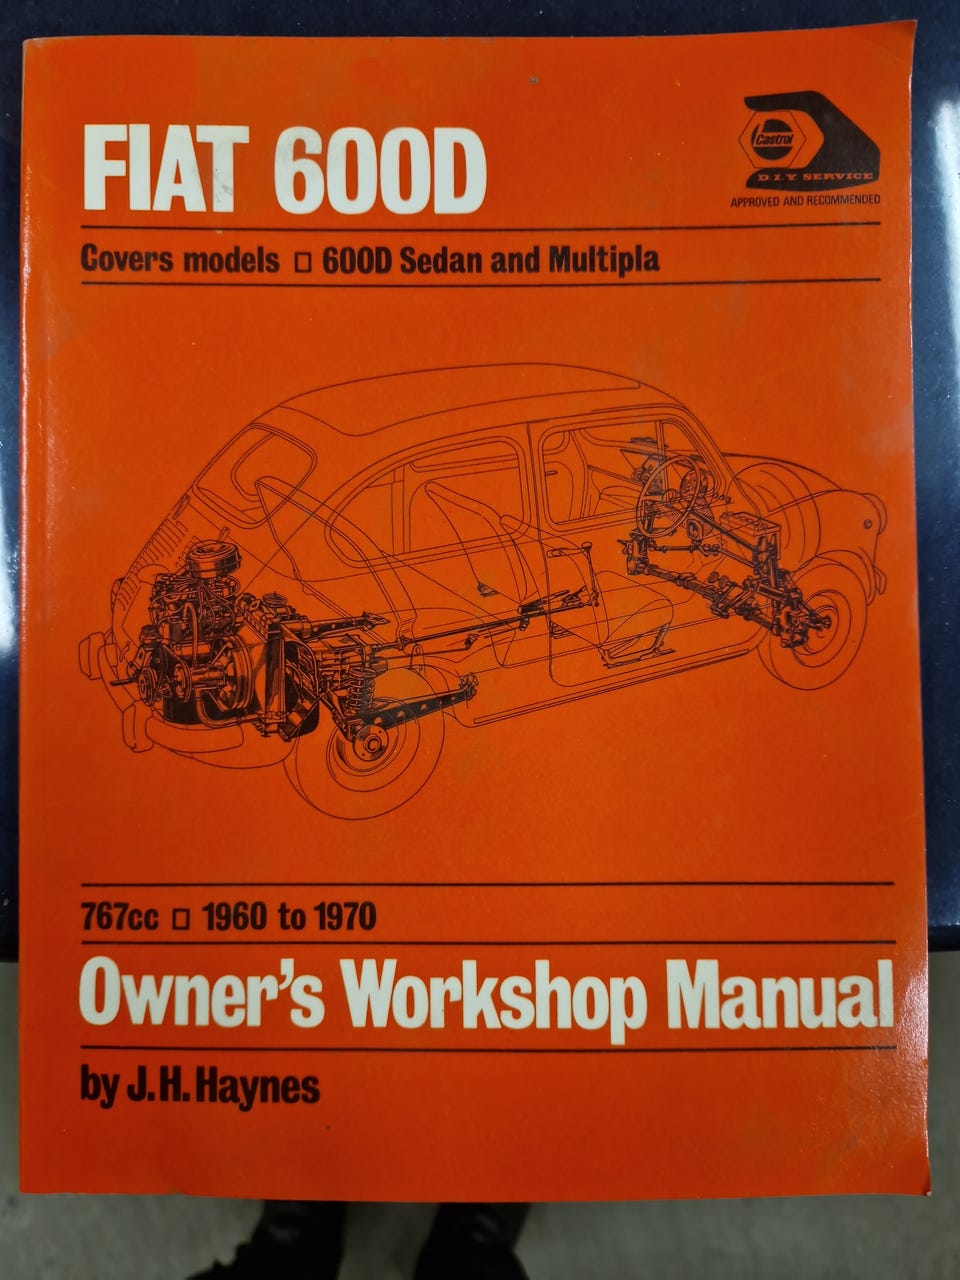 FIAT 600D
Castrol
D.I.Y. SERVICE
APPROVED AND RECOMMENDED
Covers models □ 600D Sedan and Multipla
767cc □ 1960 to 1970
Owner's Workshop Manual
by J.H.Haynes